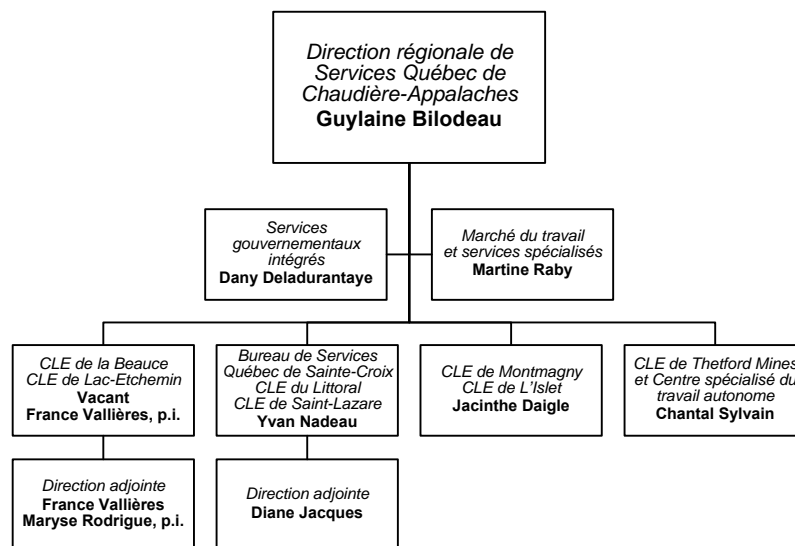 Direction régionale de
Services Québec de
Chaudière-Appalaches
Guylaine Bilodeau
Services
gouvernementaux
intégrés
Dany Deladurantaye
Marché du travail
et services spécialisés
Martine Raby
CLE de la Beauce
CLE de Lac-Etchemin
Vacant
France Vallières, p.i.
Bureau de Services
Québec de Sainte-Croix
CLE du Littoral
CLE de Saint-Lazare
Yvan Nadeau
CLE de Montmagny
CLE de L'Islet
Jacinthe Daigle
CLE de Thetford Mines
et Centre spécialisé du
travail autonome
Chantal Sylvain
Direction adjointe
France Vallières
Maryse Rodrigue, p.i.
Direction adjointe
Diane Jacques